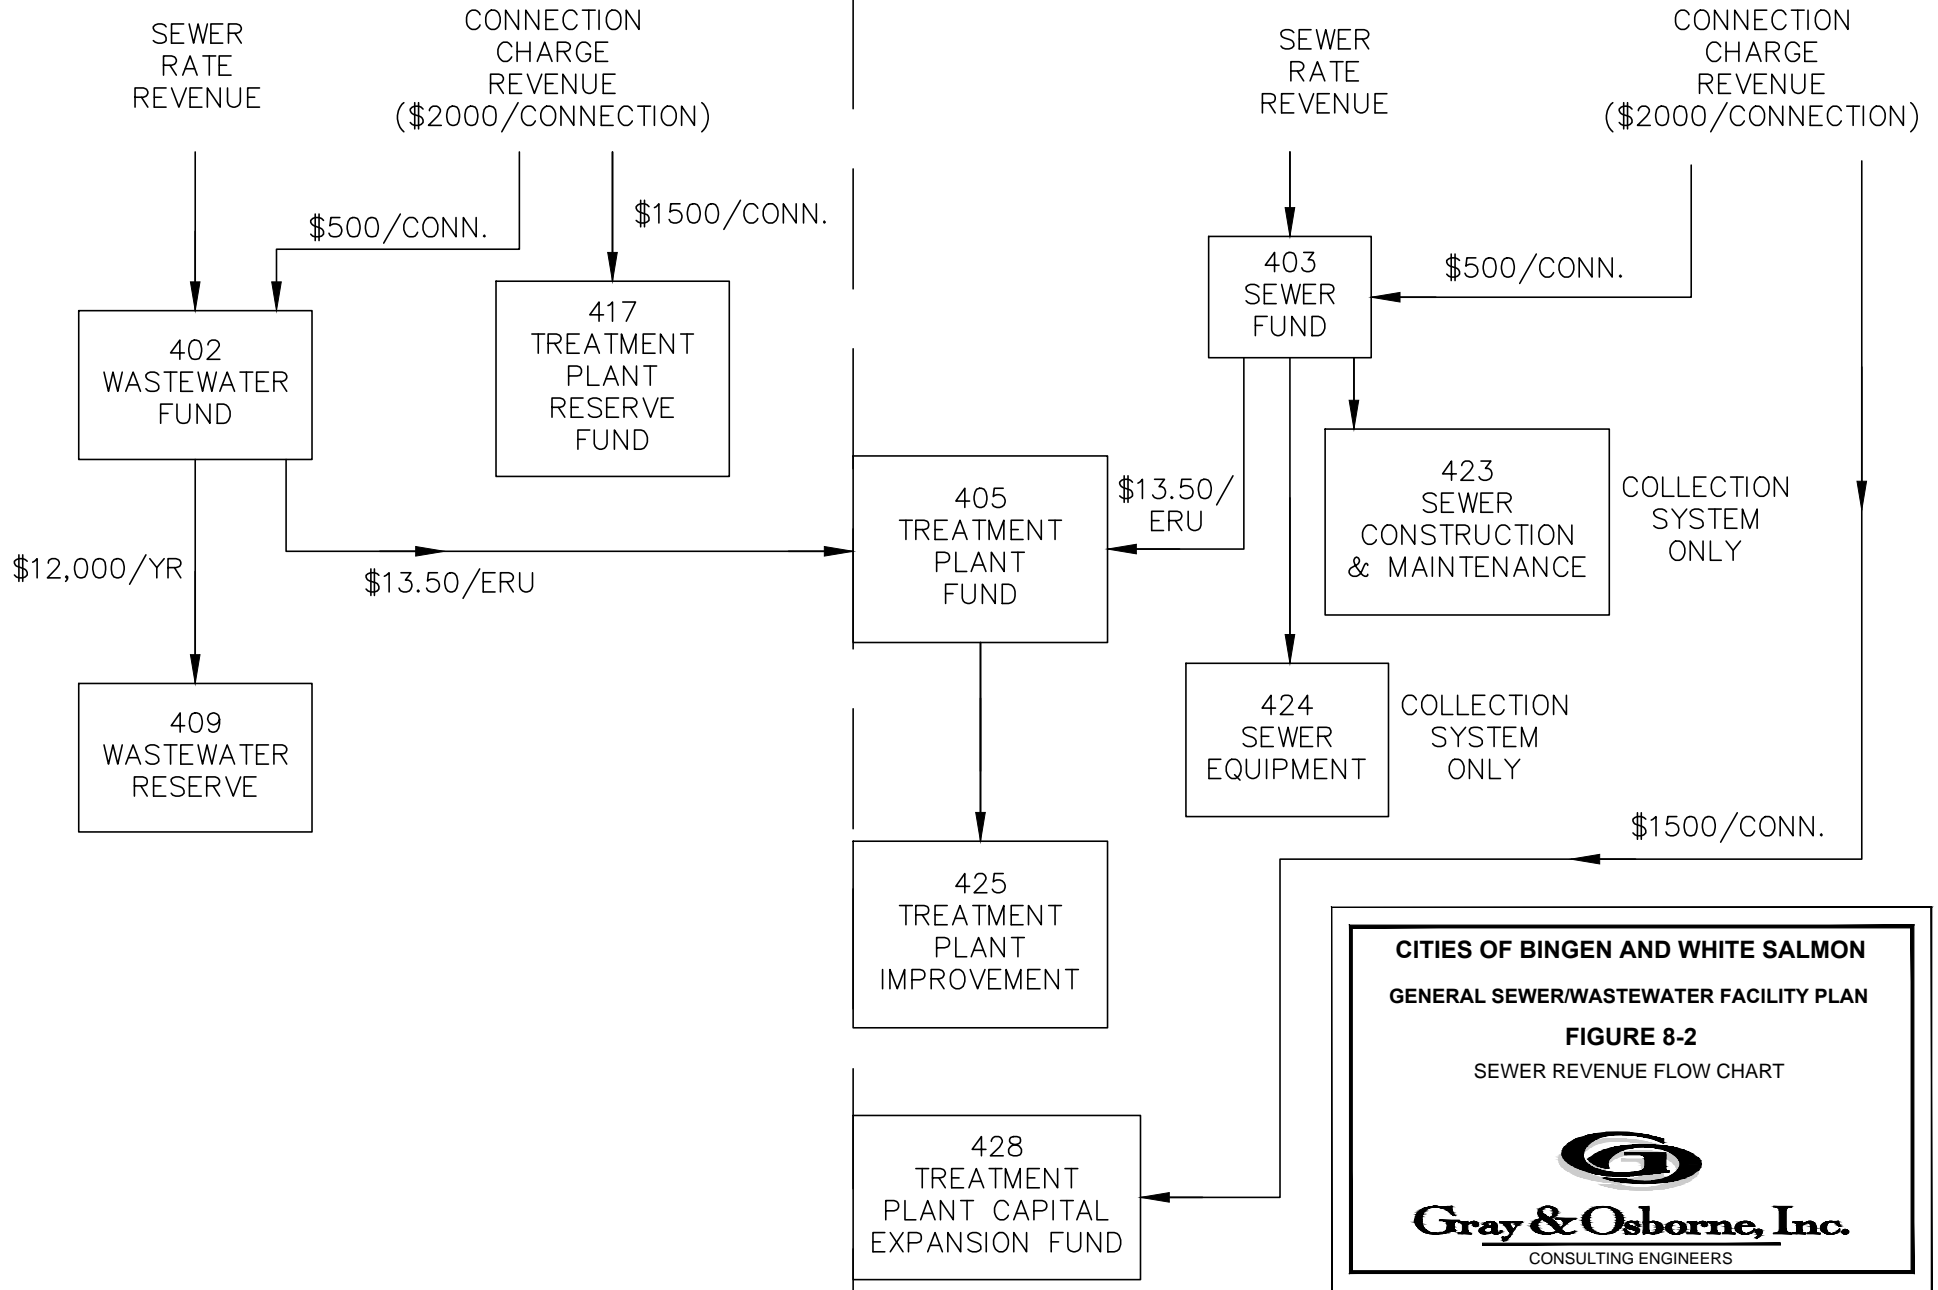 SEWER
RATE
REVENUE
CONNECTION
CHARGE
REVENUE
($2000/CONNECTION)
$500/CONN.
$1500/CONN.
402
WASTEWATER
FUND
417
TREATMENT
PLANT
RESERVE
FUND
$12,000/YR
$13.50/ERU
409
WASTEWATER
RESERVE
SEWER
RATE
REVENUE
CONNECTION
CHARGE
REVENUE
($2000/CONNECTION)
403
SEWER
FUND
$500/CONN.
405
TREATMENT
PLANT
FUND
$13.50/
ERU
423
SEWER
CONSTRUCTION
& MAINTENANCE
COLLECTION
SYSTEM
ONLY
424
SEWER
EQUIPMENT
COLLECTION
SYSTEM
ONLY
$1500/CONN.
425
TREATMENT
PLANT
IMPROVEMENT
428
TREATMENT
PLANT CAPITAL
EXPANSION FUND
CITIES OF BINGEN AND WHITE SALMON
GENERAL SEWER/WASTEWATER FACILITY PLAN
FIGURE 8-2
SEWER REVENUE FLOW CHART
Gray & Osborne, Inc.
CONSULTING ENGINEERS